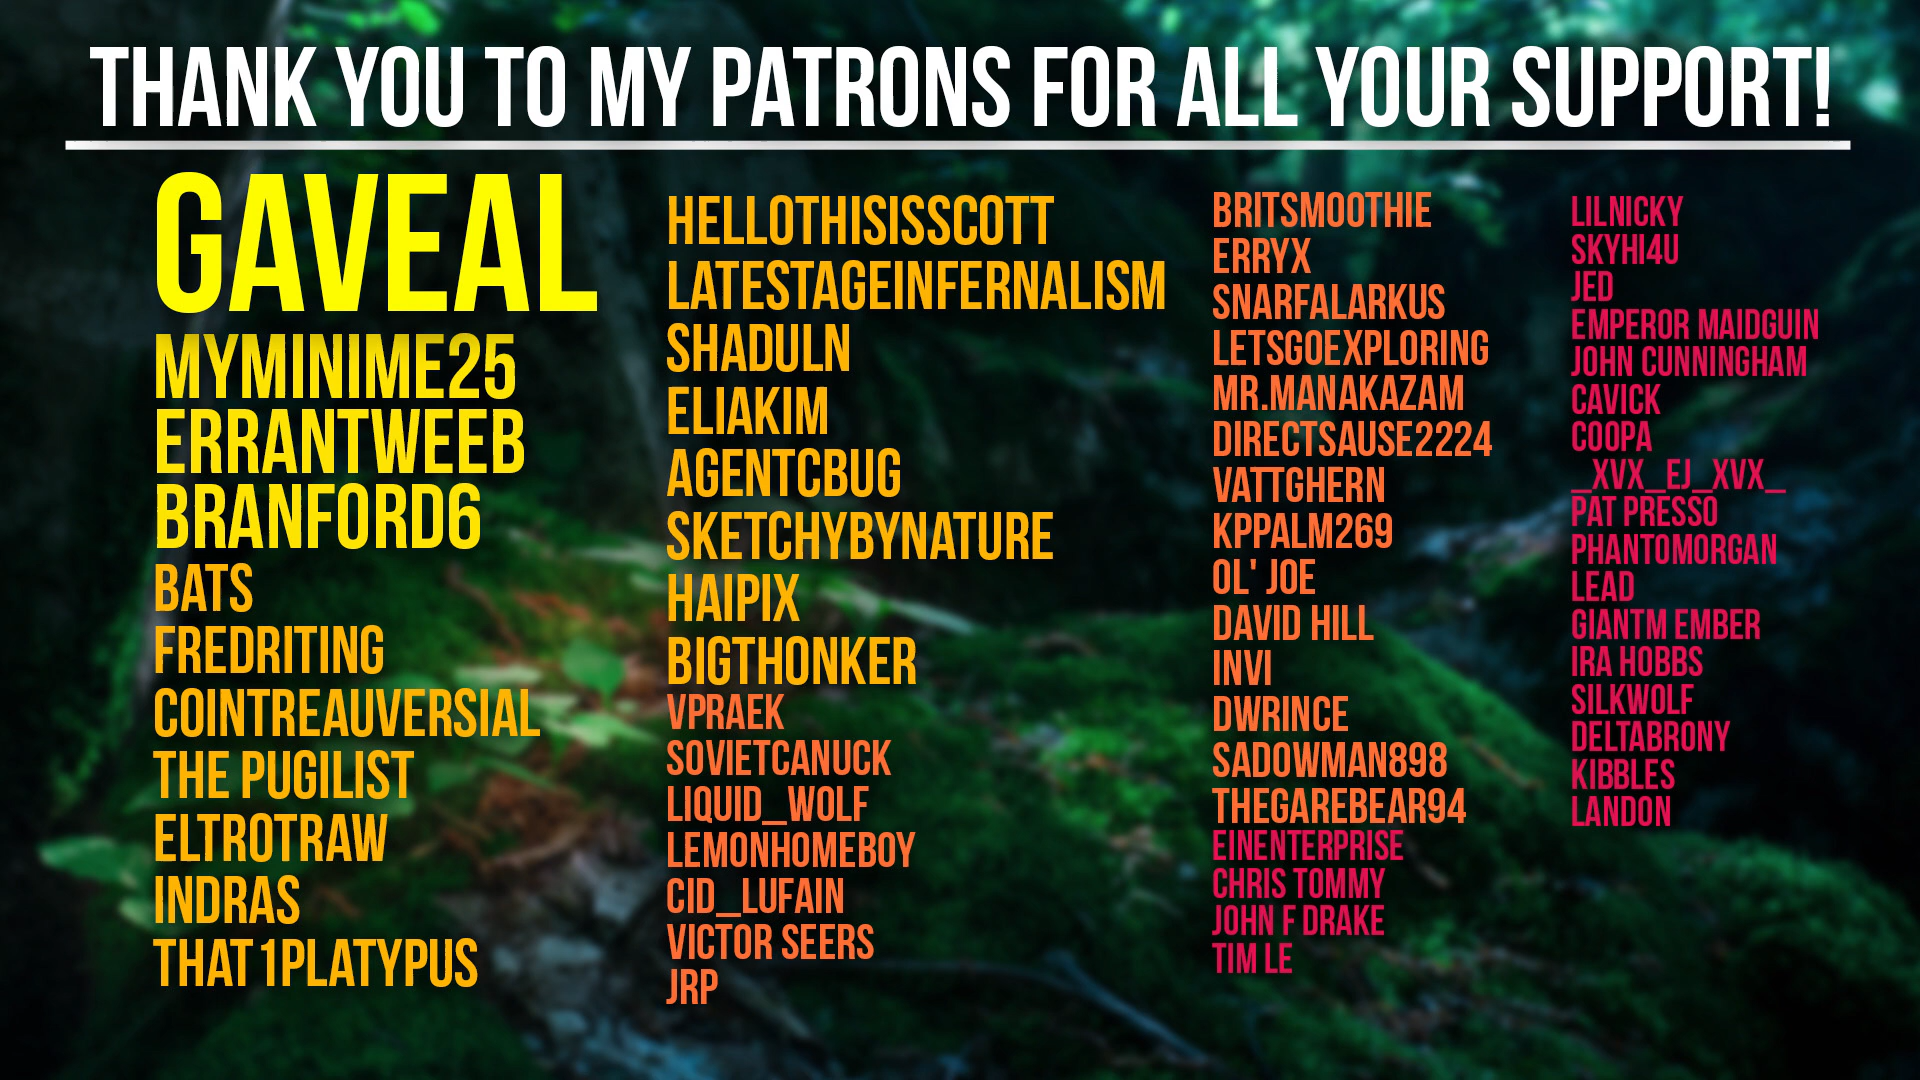 THANK YOU TO MY PATRONS FOR ALL YOUR SUPPORT!
GAVEAL
MYMINIME25
ERRANTWEEB
BRANFORD6
BATS
FREDRITING
COINTREAUVERSIAL
THE PUGILIST
ELTROTRAW
INDRAS
THAT1PLATYPUS
HELLOTHISISSCOTT
LATESTAGEINFERNALISM
SHADULN
ELIAKIM
AGENTCBUG
SKETCHYBYNATURE
HAIPIX
BIGTHONKER
VPRAEK
SOVIETCANUCK
LIQUID_WOLF
LEMONHOMEBOY
CID_LUFAIN
VICTOR SEERS
JRP
BRITSMOOTHIE
ERRYX
SNARFALARKUS
LETSGOEXPLORING
MR.MANAKAZAM
DIRECTSAUSE2224
VATTGHERN
KPPALM269
OL' JOE
DAVID HILL
INVI
DWRINCE
SADOWMAN898
THEGAREBEAR94
EINENTERPRISE
CHRIS TOMMY
JOHN F DRAKE
TIM LE
LILNICKY
SKYHI4U
JED
EMPEROR MAIDGUIN
JOHN CUNNINGHAM
CAVICK
COOPA
_XVX_EJ_XVX_
PAT PRESSO
PHANTOMORGAN
LEAD
GIANTM EMBER
IRA HOBBS
SILKWOLF
DELTABRONY
KIBBLES
LANDON